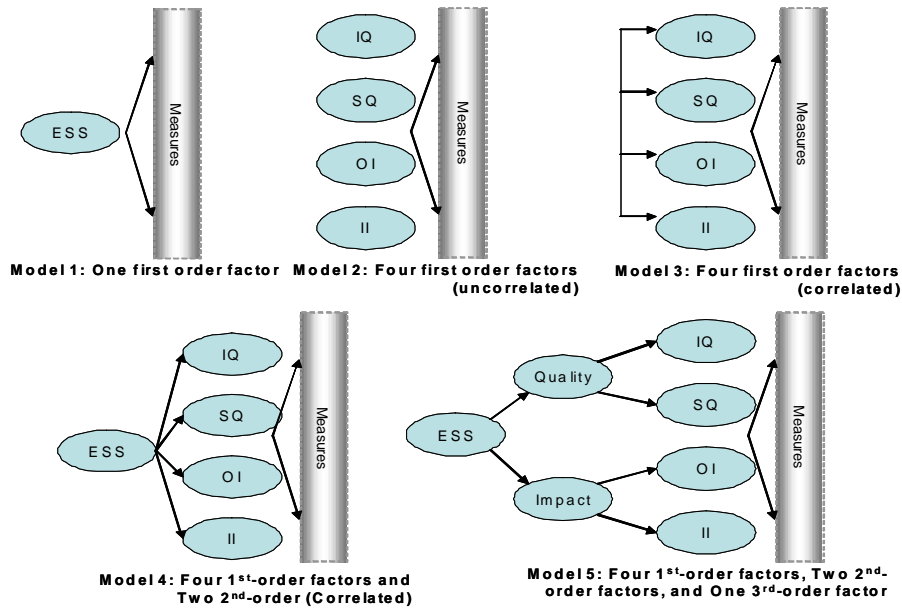 ESS
Measures
Model 1: One first order factor
IQ
SQ
OI
II
Measures
Model 2: Four first order factors
(uncorrelated)
IQ
SQ
OI
II
Measures
Model 3: Four first order factors
(correlated)
ESS
IQ
SQ
OI
II
Measures
Model 4: Four 1st-order factors and
Two 2nd-order (Correlated)
ESS
Quality
Impact
IQ
SQ
OI
II
Measures
Model 5: Four 1st-order factors, Two 2nd-
order factors, and One 3rd-order factor